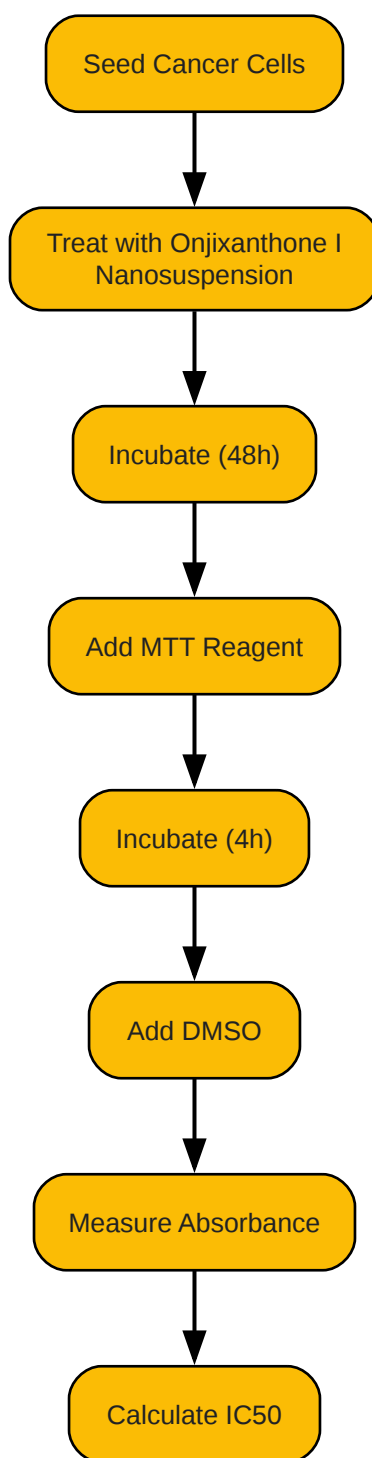 Seed Cancer Cells
Treat with Onjixanthone I
Nanosuspension
Incubate (48h)
Add MTT Reagent
Incubate (4h)
Add DMSO
Measure Absorbance
Calculate IC50